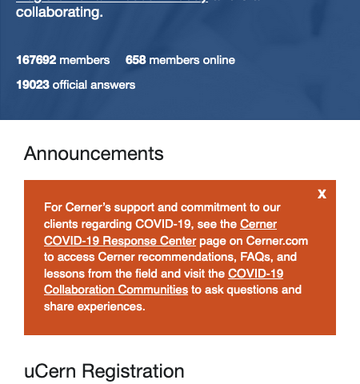 collaborating.
167692 members 658 members online
19023 official answers
Announcements
X
For Cerner's support and commitment to our
clients regarding COVID-19, see the Cerner
COVID-19 Response Center page on Cerner.com
to access Cerner recommendations, FAQs, and
lessons from the field and visit the COVID-19
Collaboration Communities to ask questions and
share experiences.
uCern Registration